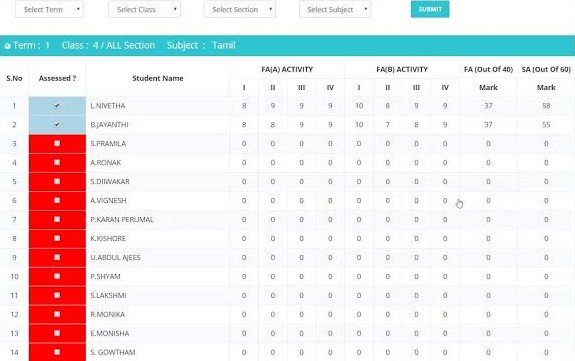 Select Term Select Class Select Section Select Subject SUBMIT
Term : 1 Class : 4 / ALL Section Subject : Tamil
S.No Assessed ? Student Name FA(A) ACTIVITY FA(B) ACTIVITY FA (Out Of 40) SA (Out Of 60)
I II III IV I II III IV Mark Mark
1 L.NIVETHA 8 9 9 9 10 8 9 9 37 58
2 B.JAYANTHI 8 8 9 9 10 7 8 9 37 55
3 S.PRAMILA 0 0 0 0 0 0 0 0 0 0
4 A.RONAK 0 0 0 0 0 0 0 0 0 0
5 S.DIIWAKAR 0 0 0 0 0 0 0 0 0 0
6 A.VIGNESH 0 0 0 0 0 0 0 0 0 0
7 P.KARAN PERUMAL 0 0 0 0 0 0 0 0 0 0
8 K.KISHORE 0 0 0 0 0 0 0 0 0 0
9 U.ABDUL AJEES 0 0 0 0 0 0 0 0 0 0
10 P.SHYAM 0 0 0 0 0 0 0 0 0 0
11 S.LAKSHMI 0 0 0 0 0 0 0 0 0 0
12 R.MONIKA 0 0 0 0 0 0 0 0 0 0
13 E.MONISHA 0 0 0 0 0 0 0 0 0 0
14 S. GOWTHAM 0 0 0 0 0 0 0 0 0 0